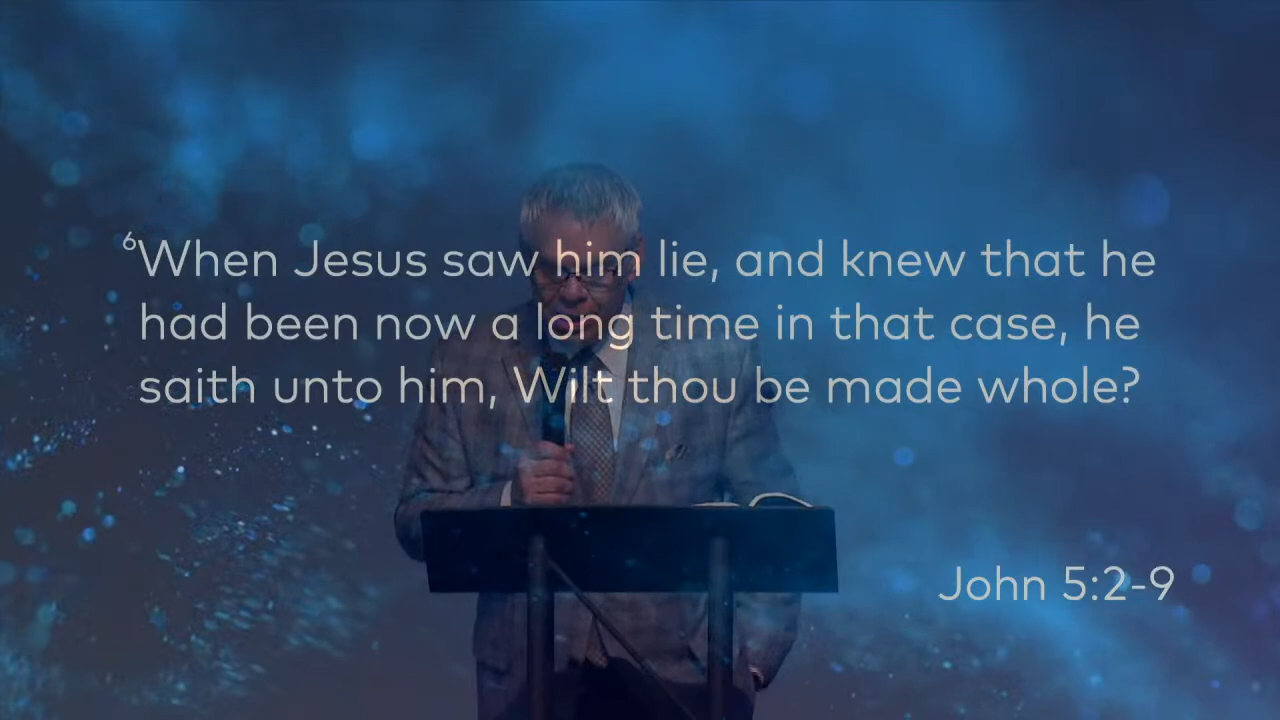 ⁶When Jesus saw him lie, and knew that he
had been now a long time in that case, he
saith unto him, Wilt thou be made whole?
John 5:2-9